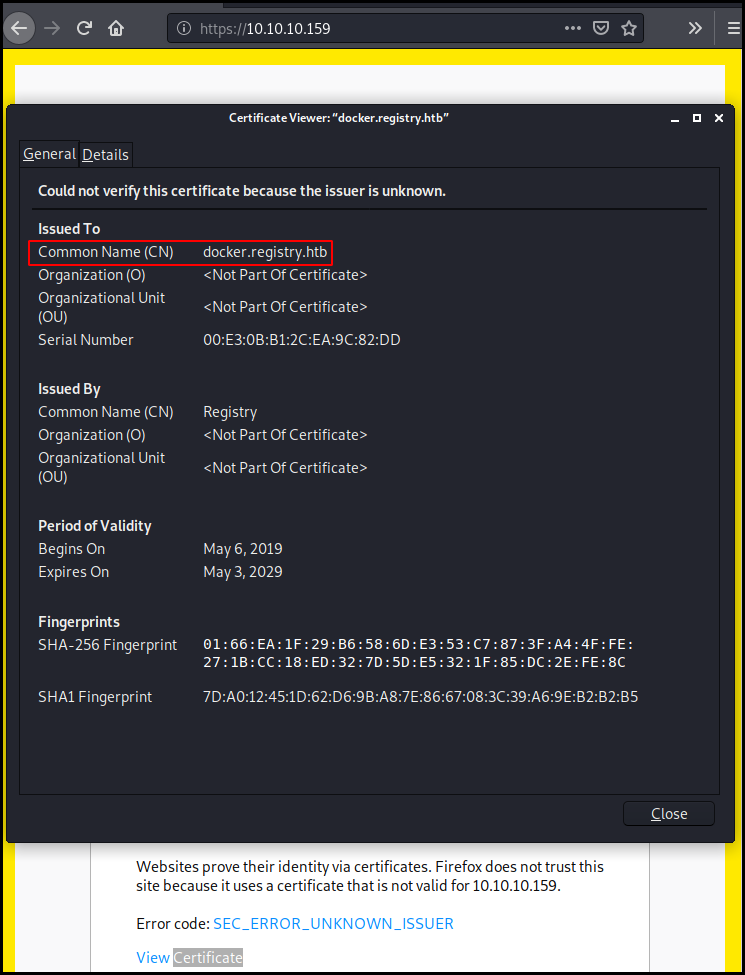 https://10.10.10.159
Certificate Viewer: “docker.registry.htb”
General Details
Could not verify this certificate because the issuer is unknown.
Issued To
Common Name (CN) docker.registry.htb
Organization (O) <Not Part Of Certificate>
Organizational Unit
(OU) <Not Part Of Certificate>
Serial Number 00:E3:0B:B1:2C:EA:9C:82:DD
Issued By
Common Name (CN) Registry
Organization (O) <Not Part Of Certificate>
Organizational Unit
(OU) <Not Part Of Certificate>
Period of Validity
Begins On May 6, 2019
Expires On May 3, 2029
Fingerprints
SHA-256 Fingerprint 01:66:EA:1F:29:B6:58:6D:E3:53:C7:87:3F:A4:4F:FE:
27:1B:CC:18:ED:32:7D:5D:E5:32:1F:85:DC:2E:FE:8C
SHA1 Fingerprint 7D:A0:12:45:1D:62:D6:9B:A8:7E:86:67:08:3C:39:A6:9E:B2:B2:B5
Close
Websites prove their identity via certificates. Firefox does not trust this
site because it uses a certificate that is not valid for 10.10.10.159.
Error code: SEC_ERROR_UNKNOWN_ISSUER
View Certificate